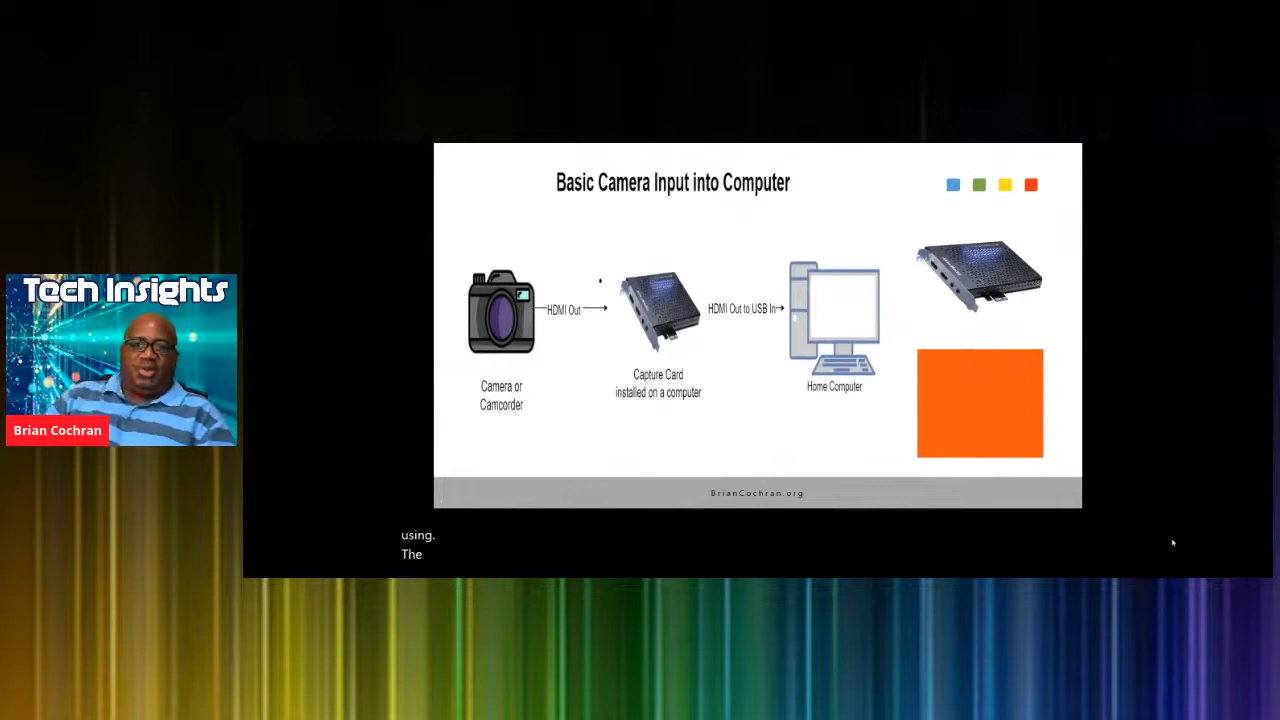 Tech Insights
Brian Cochran
Basic Camera Input into Computer
HDMI Out
HDMI Out to USB In
Camera or
Camcorder
Capture Card
installed on a computer
Home Computer
BrianCochran.org
using.
The